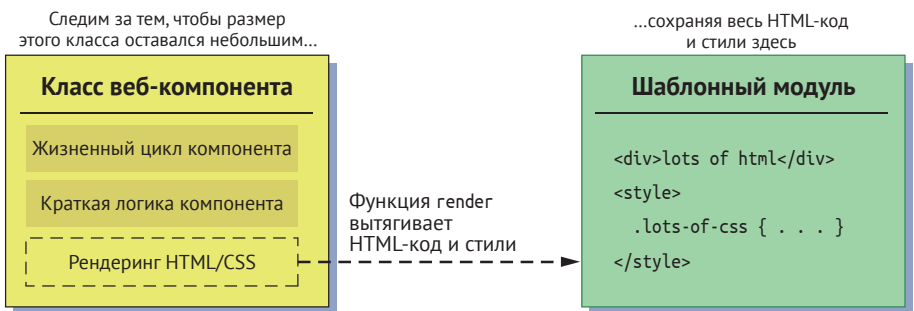 Следим за тем, чтобы размер
этого класса оставался небольшим...
Класс веб-компонента
Жизненный цикл компонента
Краткая логика компонента
Рендеринг HTML/CSS
Функция render
вытягивает
HTML-код и стили
...сохраняя весь HTML-код
и стили здесь
Шаблонный модуль
<div>lots of html</div>
<style>
.lots-of-css { . . . }
</style>